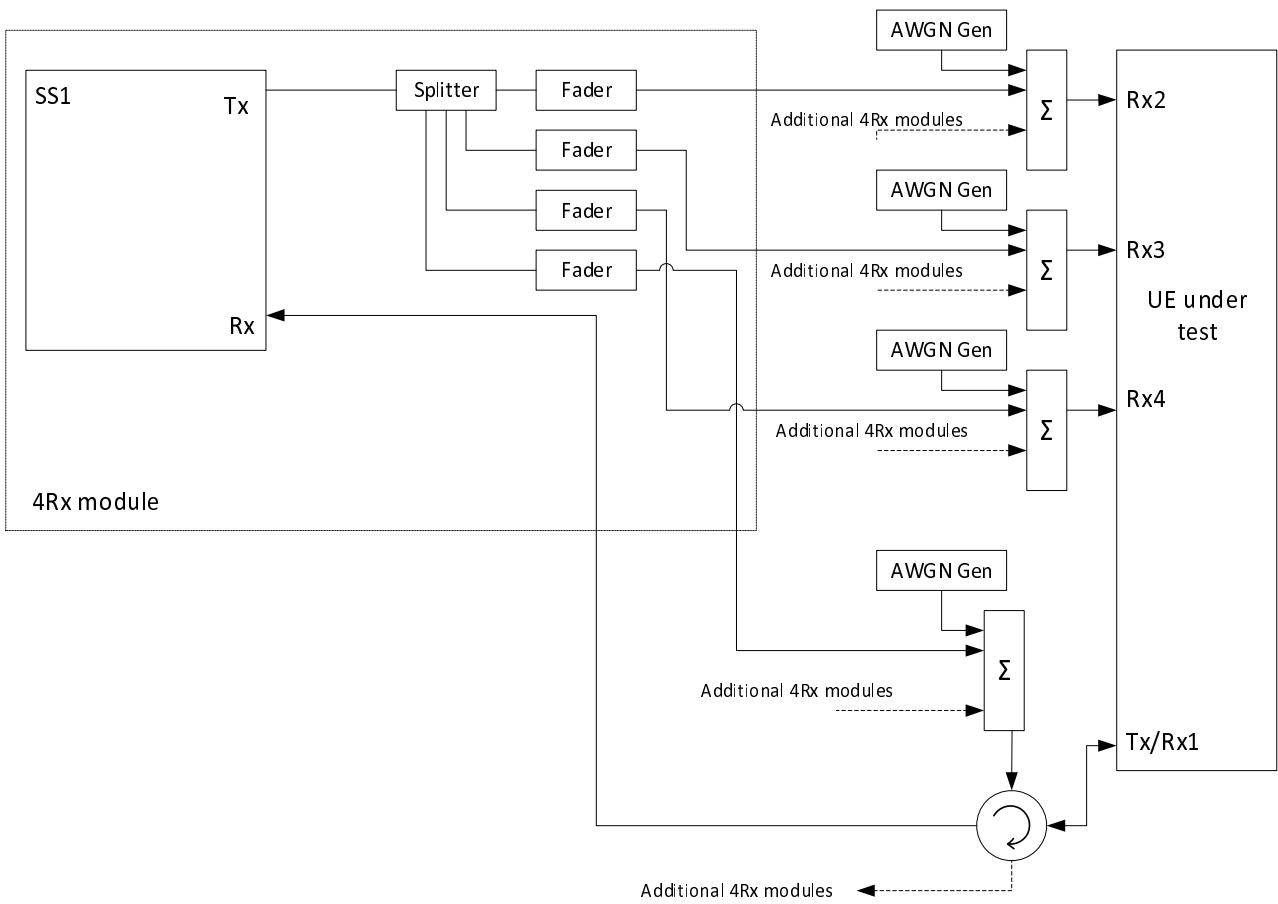 AWGN Gen
SS1
Tx
Splitter
Fader
Σ
Rx2
Additional 4Rx modules
Fader
AWGN Gen
Fader
Rx3
Fader
Additional 4Rx modules
Σ
UE under
test
Rx
AWGN Gen
Rx4
Additional 4Rx modules
Σ
4Rx module
AWGN Gen
Σ
Additional 4Rx modules
Tx/Rx1
Additional 4Rx modules